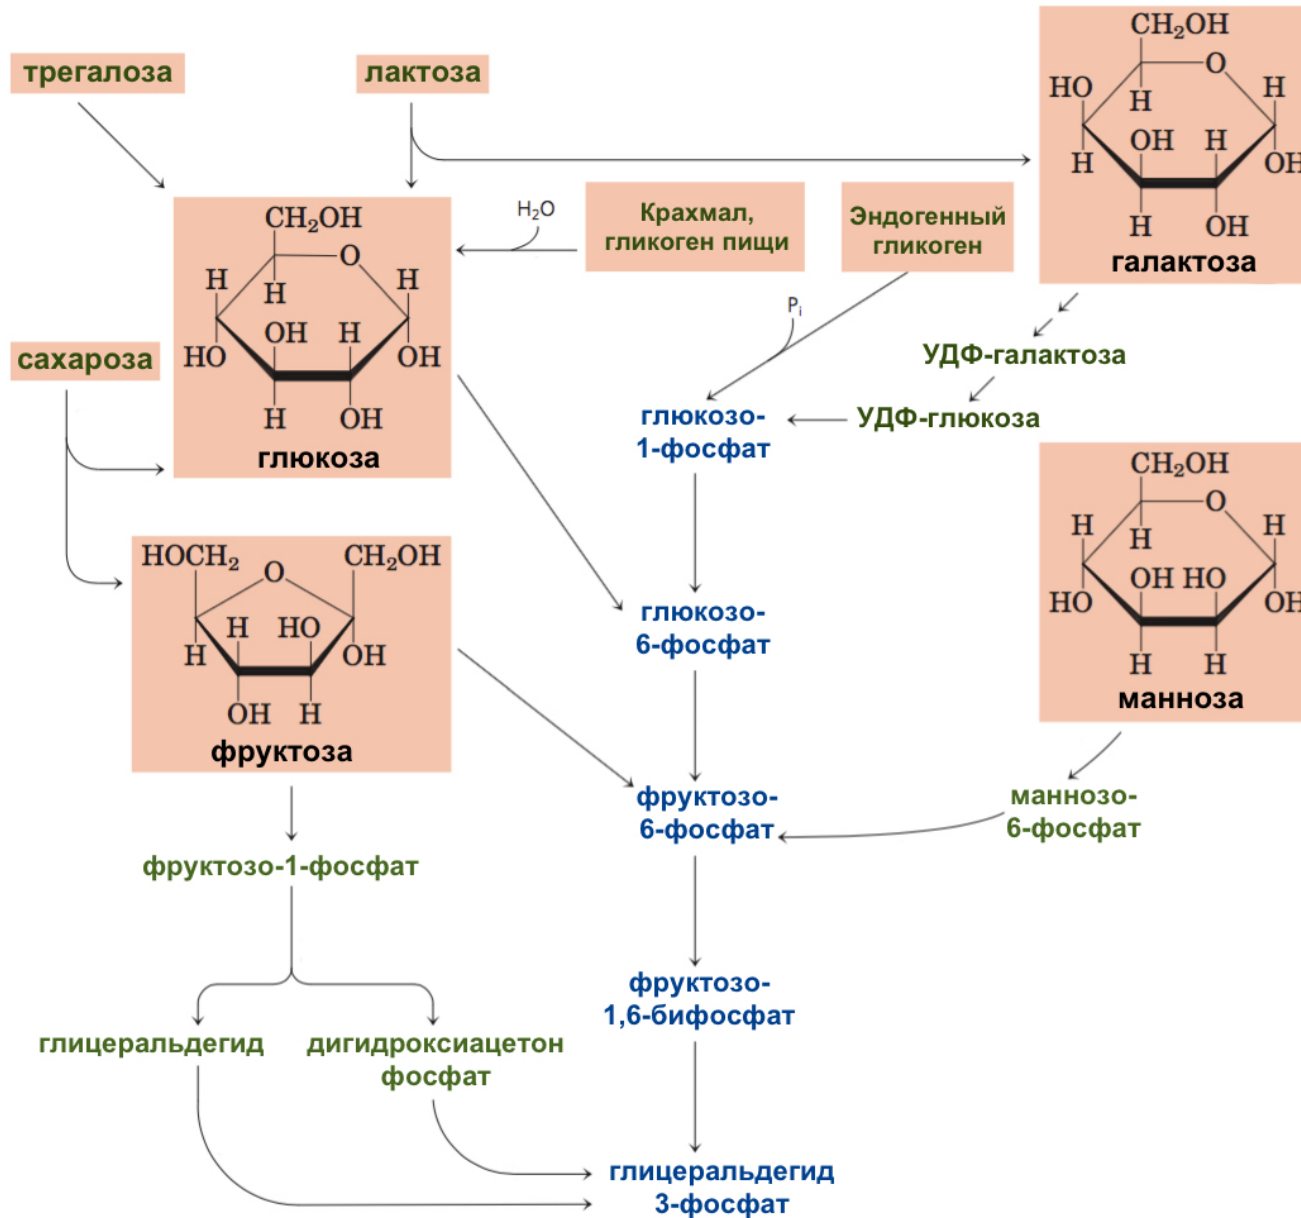 трегалоза
лактоза
CH₂OH
O
HO
H
H
OH
H
H
OH
H
OH
галактоза
CH₂OH
O
H
H
H
OH
H
HO
OH
H
OH
глюкоза
H₂O
Крахмал,
гликоген пищи
Эндогенный
гликоген
Pᵢ
сахароза
УДФ-галактоза
УДФ-глюкоза
глюкозо-
1-фосфат
CH₂OH
O
H
H
H
OH
HO
HO
OH
H
H
манноза
HOCH₂
O
CH₂OH
H
HO
H
OH
OH
H
фруктоза
глюкозо-
6-фосфат
фруктозо-
6-фосфат
маннозо-
6-фосфат
фруктозо-1-фосфат
фруктозо-
1,6-бифосфат
глицеральдегид
дигидроксиацетон
фосфат
глицеральдегид
3-фосфат